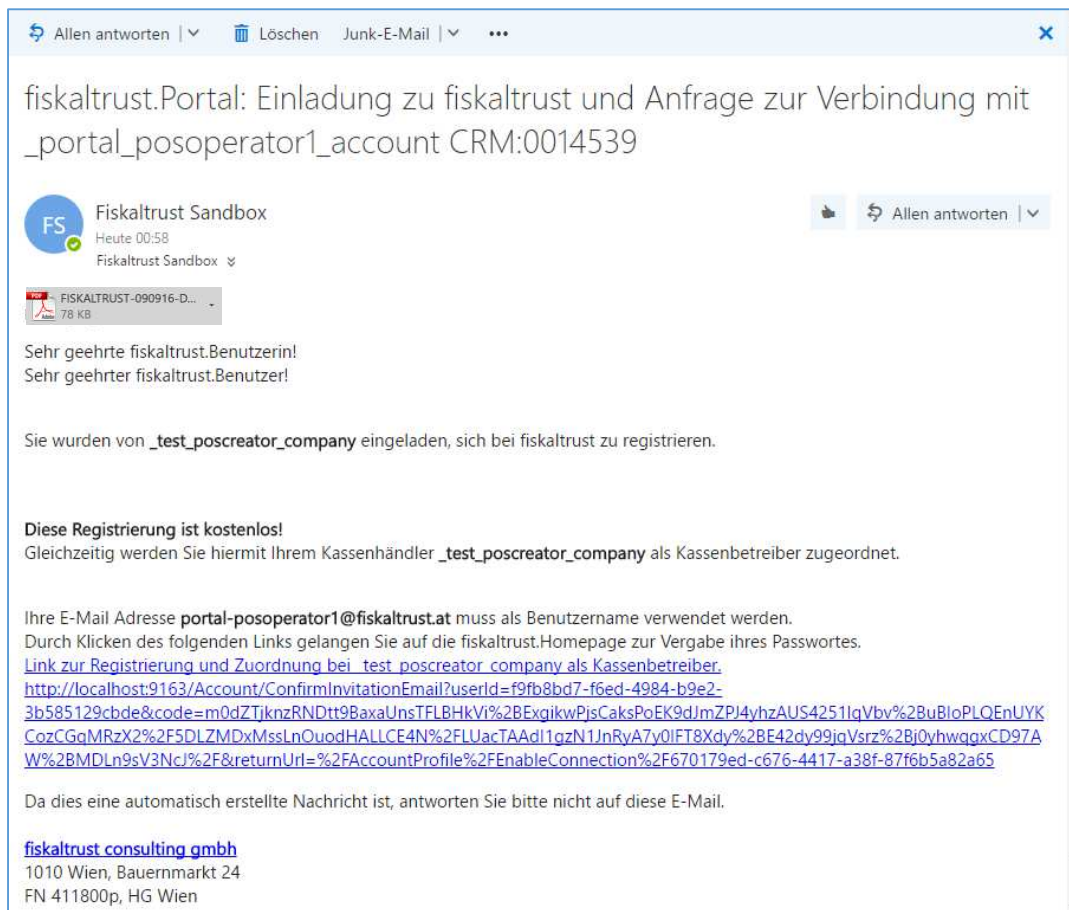 Allen antworten | Löschen Junk-E-Mail | •••
fiskaltrust.Portal: Einladung zu fiskaltrust und Anfrage zur Verbindung mit
_portal_posoperator1_account CRM:0014539
FS
Fiskaltrust Sandbox
Allen antworten |
Heute 00:58
Fiskaltrust Sandbox
PDF
FISKALTRUST-090916-D...
78 KB
Sehr geehrte fiskaltrust.Benutzerin!
Sehr geehrter fiskaltrust.Benutzer!
Sie wurden von _test_poscreator_company eingeladen, sich bei fiskaltrust zu registrieren.
Diese Registrierung ist kostenlos!
Gleichzeitig werden Sie hiermit Ihrem Kassenhändler _test_poscreator_company als Kassenbetreiber zugeordnet.
Ihre E-Mail Adresse portal-posoperator1@fiskaltrust.at muss als Benutzername verwendet werden.
Durch Klicken des folgenden Links gelangen Sie auf die fiskaltrust.Homepage zur Vergabe ihres Passwortes.
Link zur Registrierung und Zuordnung bei _test_poscreator_company als Kassenbetreiber.
http://localhost:9163/Account/ConfirmInvitationEmail?userId=f9fb8bd7-f6ed-4984-b9e2-
3b585129cbde&code=m0dZTjknzRNDtt9BaxaUnsTFLBHkVi%2BExgikwPjsCaksPoEK9dJmZPJ4yhzAUS4251IqVbv%2BuBIoPLQEnUYK
CozCGqMRzX2%2F5DLZMDxMssLnOuodHALLCE4N%2FLUacTAAdI1gzN1JnRyA7y0IFT8Xdy%2BE42dy99jqVsrz%2Bj0yhwqgxCD97A
W%2BMDLn9sV3NcJ%2F&returnUrl=%2FAccountProfile%2FEnableConnection%2F670179ed-c676-4417-a38f-87f6b5a82a65
Da dies eine automatisch erstellte Nachricht ist, antworten Sie bitte nicht auf diese E-Mail.
fiskaltrust consulting gmbh
1010 Wien, Bauernmarkt 24
FN 411800p, HG Wien